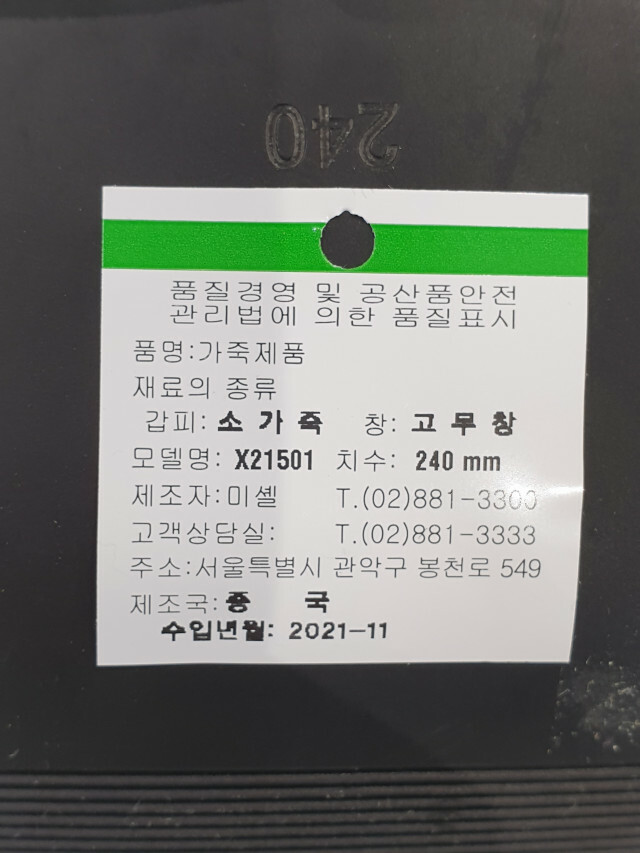 240
품질경영 및 공산품안전
관리법에 의한 품질표시
품명:가죽제품
재료의 종류
갑피: 소 가 죽 창: 고 무 창
모델명: X21501 치수: 240 mm
제조자:미셸 T.(02)881-3300
고객상담실: T.(02)881-3333
주소:서울특별시 관악구 봉천로 549
제조국: 중 국
수입년월: 2021-11